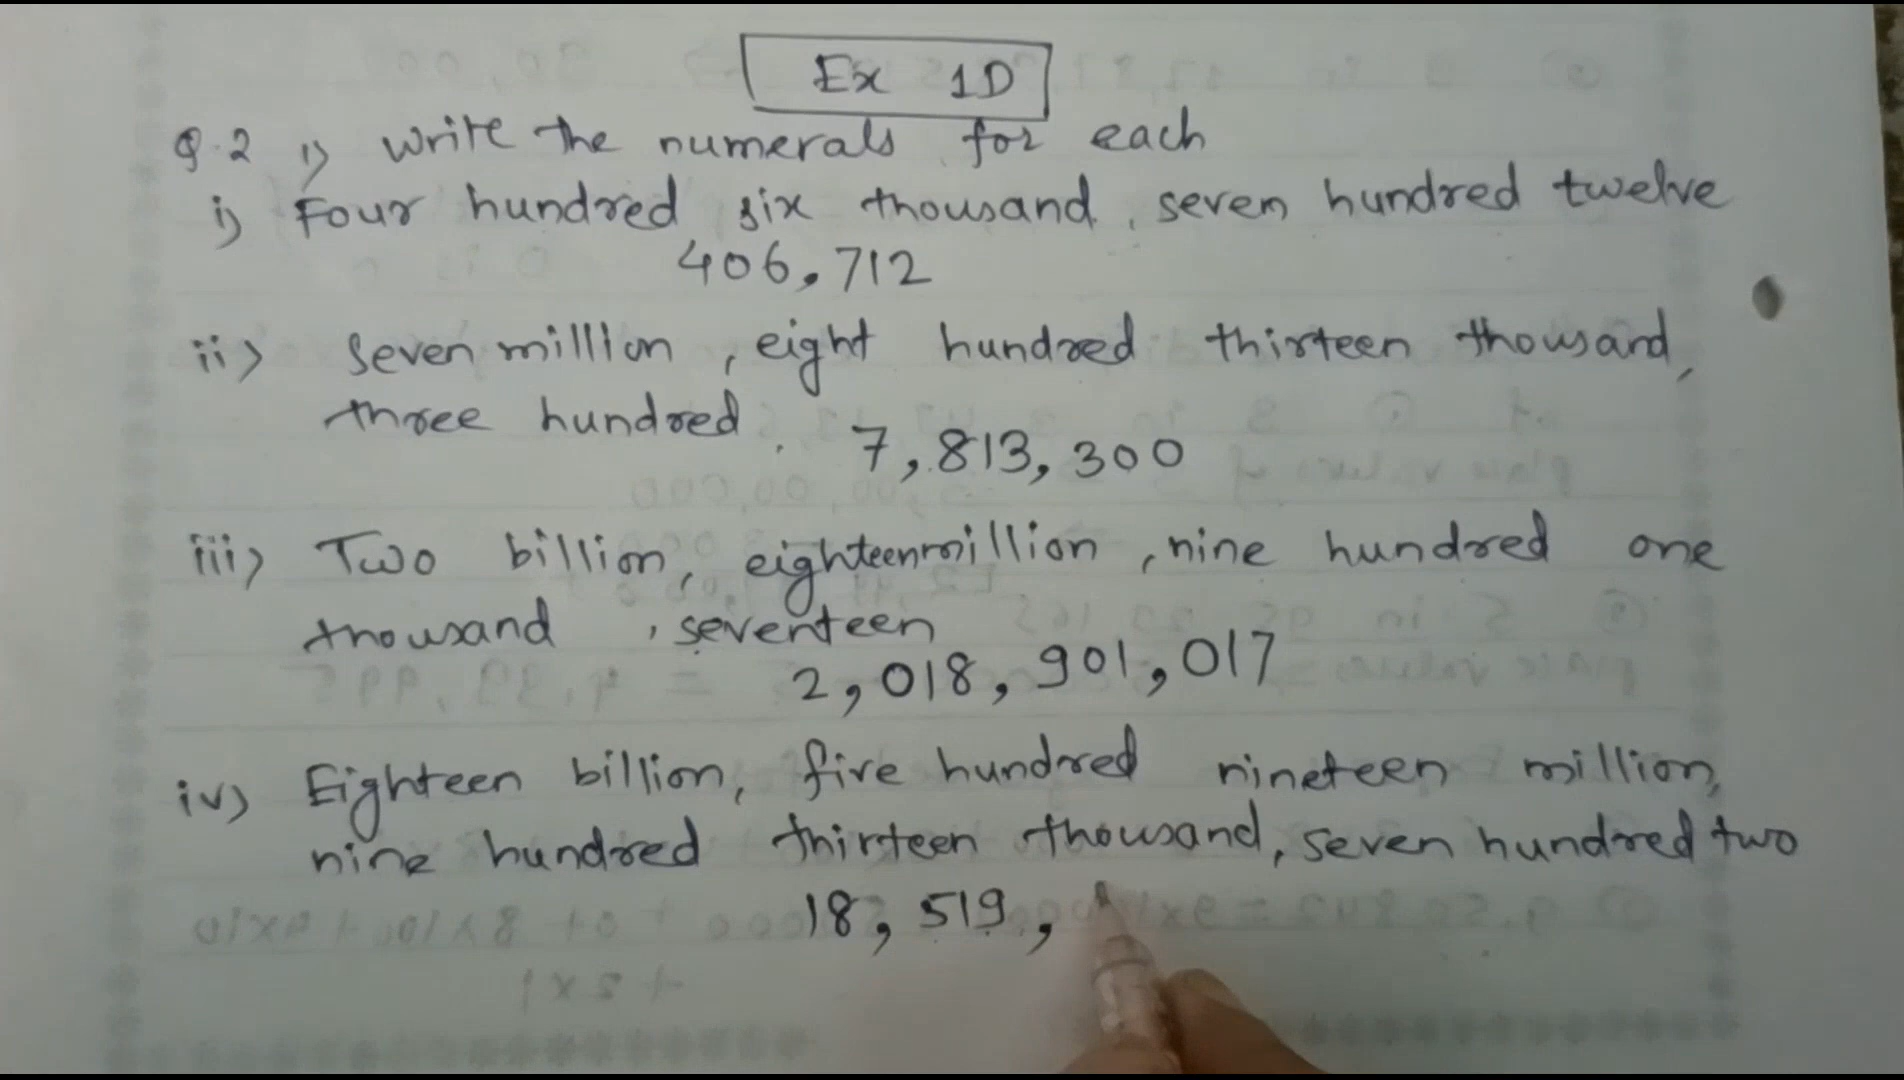 Ex 1D
Q.2 1) Write the numerals for each
i) Four hundred six thousand, seven hundred twelve
406,712
ii) Seven million, eight hundred thirteen thousand,
three hundred.
7,813,300
iii) Two billion, eighteen million, nine hundred one
thousand, seventeen
2,018,901,017
iv) Eighteen billion, five hundred nineteen million,
nine hundred thirteen thousand, seven hundred two
18,519,